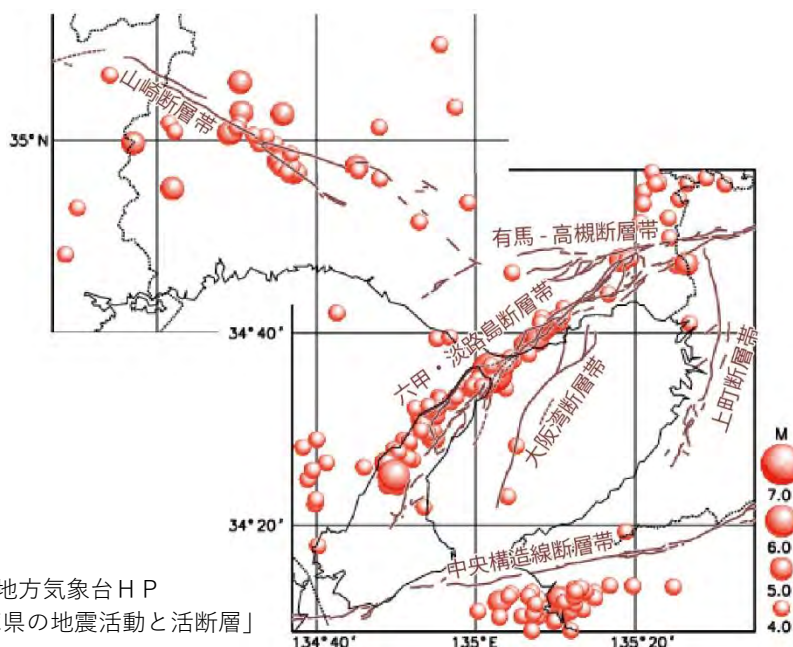 山崎断層帯
35°N
有馬-高槻断層帯
34°40′
六甲・淡路島断層帯
大阪湾断層帯
上町断層帯
M
7.0
6.0
5.0
4.0
34°20′
中央構造線断層帯
地方気象台HP
県の地震活動と活断層」
134°40′
135°E
135°20′